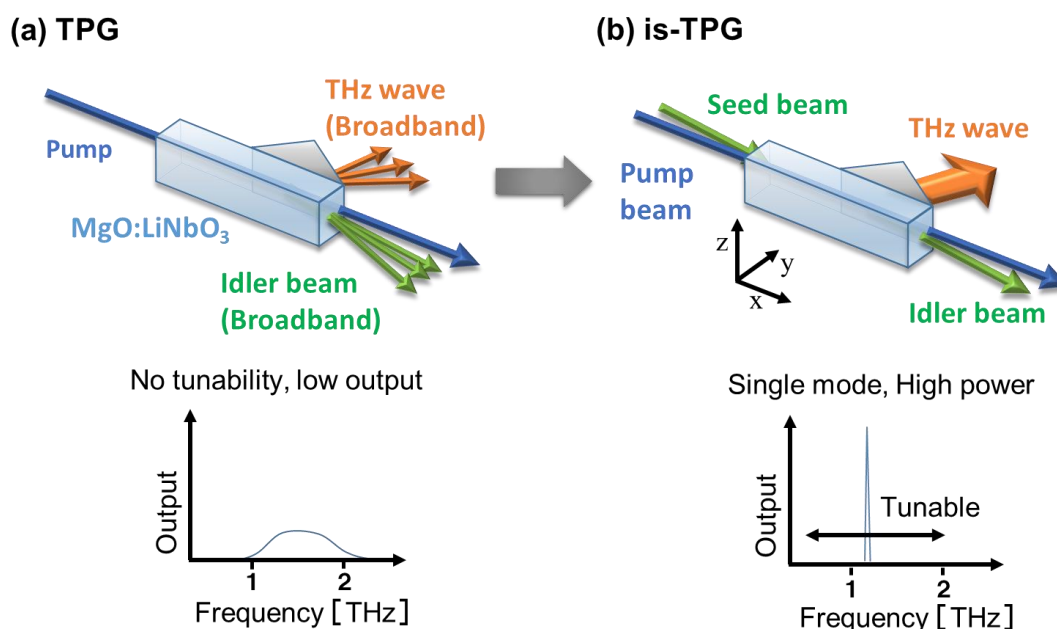 (a) TPG
THz wave
(Broadband)
Pump
MgO:LiNbO3
Idler beam
(Broadband)
No tunability, low output
Output
1
2
Frequency [THz]
(b) is-TPG
Seed beam
THz wave
Pump
beam
z
y
x
Idler beam
Single mode, High power
Output
Tunable
1
2
Frequency [THz]